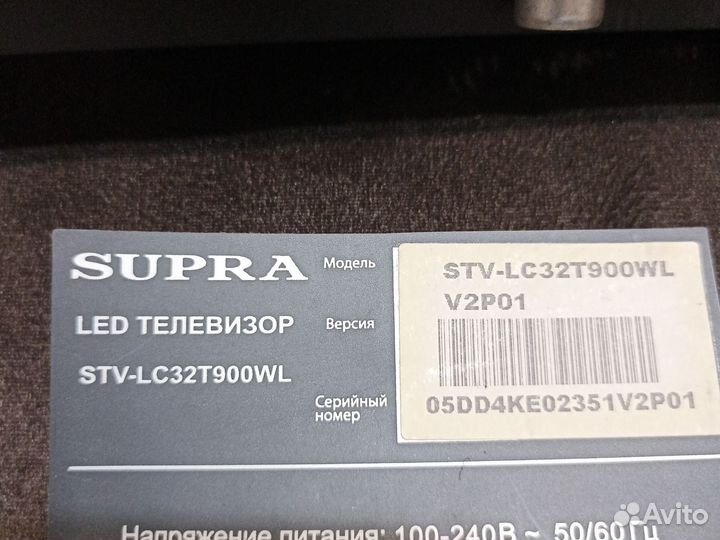 SUPRA
LED ТЕЛЕВИЗОР
STV-LC32T900WL
Модель
STV-LC32T900WL
Версия
V2P01
Серийный
номер
05DD4KE02351V2P01
Напряжение питания: 100-240В ~ 50/60Гц
Avito